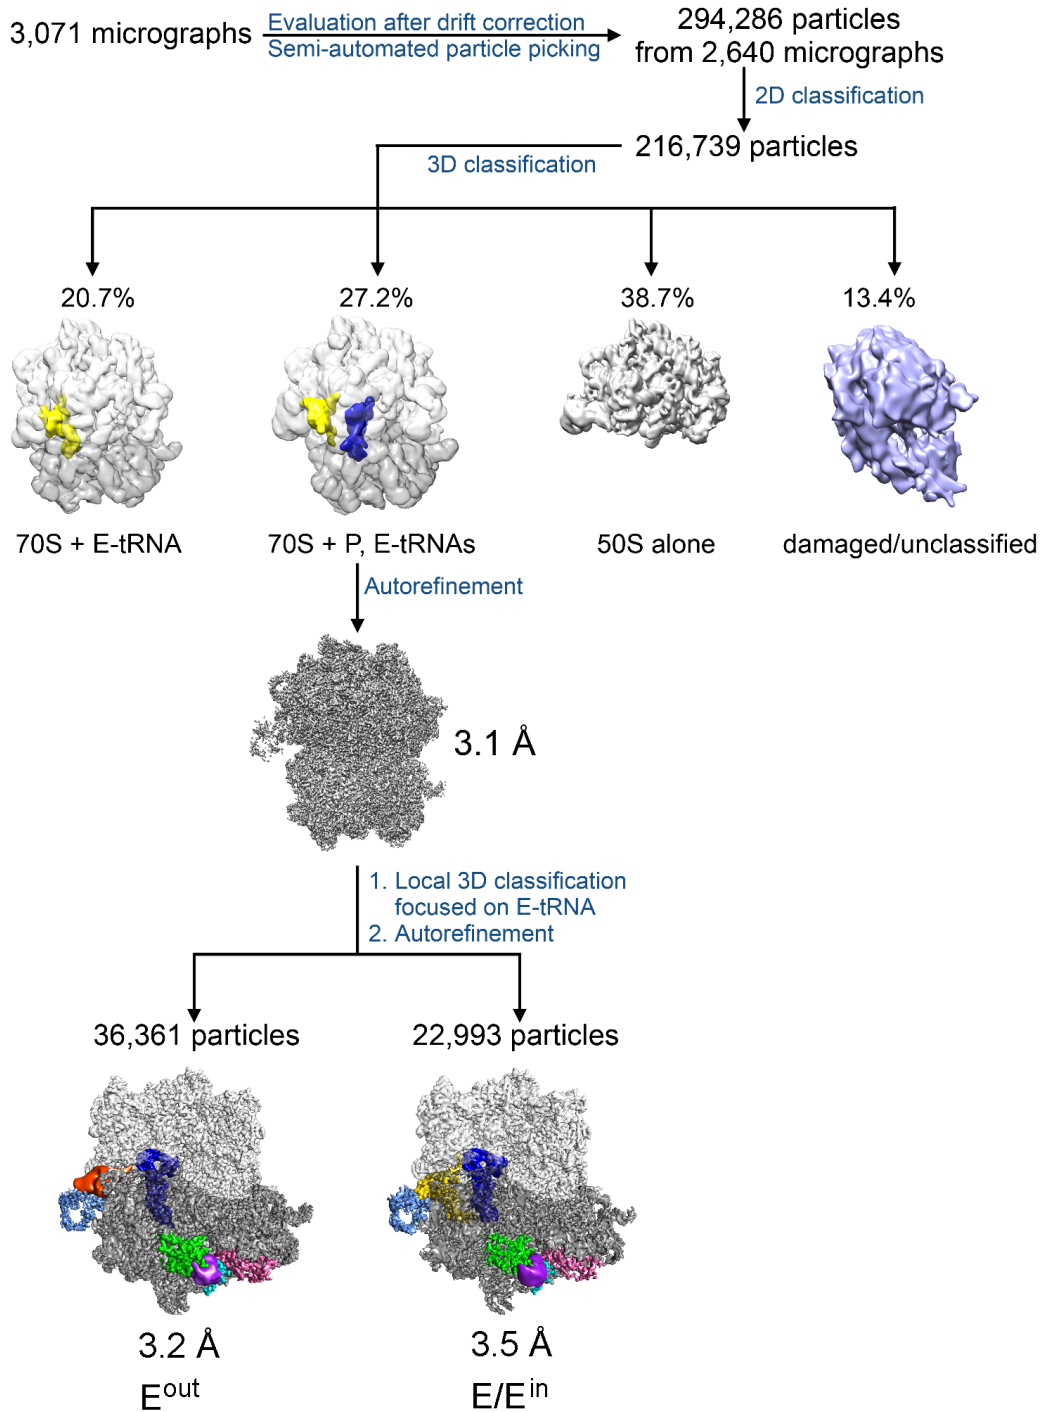 3,071 micrographs
Evaluation after drift correction
Semi-automated particle picking
294,286 particles
from 2,640 micrographs
2D classification
216,739 particles
3D classification
20.7%
27.2%
38.7%
13.4%
70S + E-tRNA
70S + P, E-tRNAs
50S alone
damaged/unclassified
Autorefinement
3.1 Å
1. Local 3D classification
focused on E-tRNA
2. Autorefinement
36,361 particles
22,993 particles
3.2 Å
3.5 Å
E^out
E/E^in